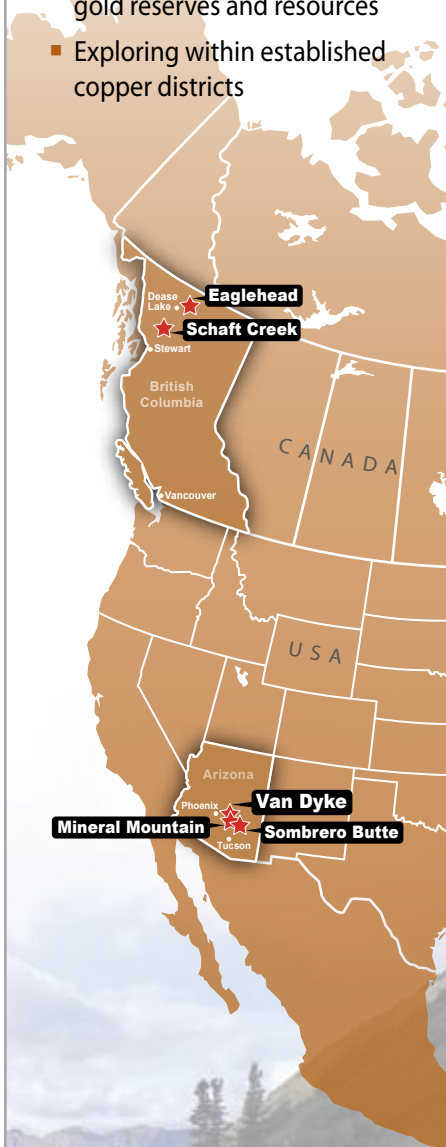 gold reserves and resources
Exploring within established
copper districts
Dease
Lake
Eaglehead
Schaft Creek
Stewart
British
Columbia
CANADA
Vancouver
USA
Arizona
Phoenix
Van Dyke
Mineral Mountain
Sombrero Butte
Tucson